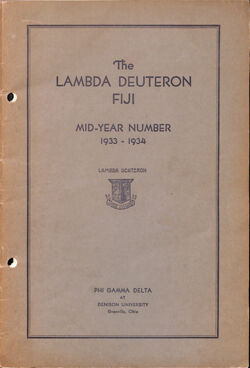 The
LAMBDA DEUTERON
FIJI
MID-YEAR NUMBER
1933 - 1934
LAMBDA DEUTERON
PHI GAMMA DELTA
AT
DENISON UNIVERSITY
Granville, Ohio